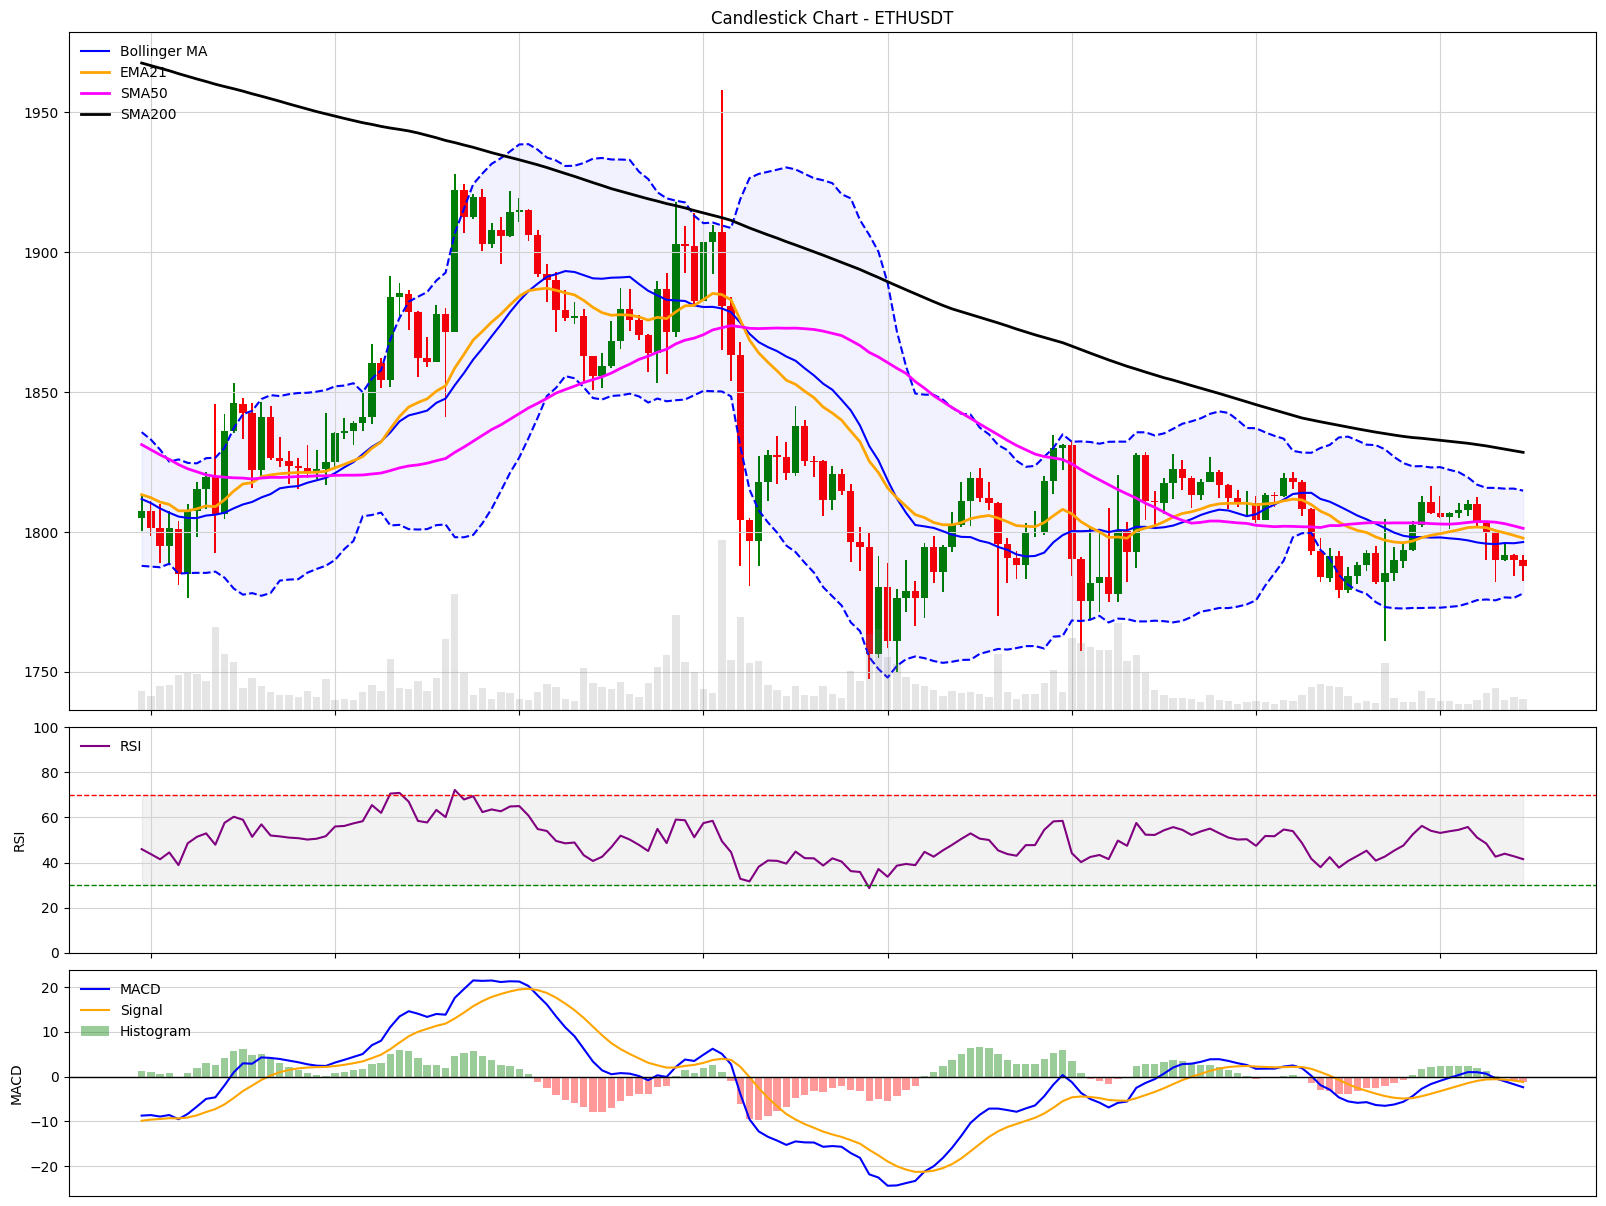 Candlestick Chart - ETHUSDT
Bollinger MA
EMA21
SMA50
SMA200
1950
1900
1850
1800
1750
RSI
100
80
60
40
20
0
RSI
MACD
Signal
Histogram
20
10
0
−10
−20
MACD